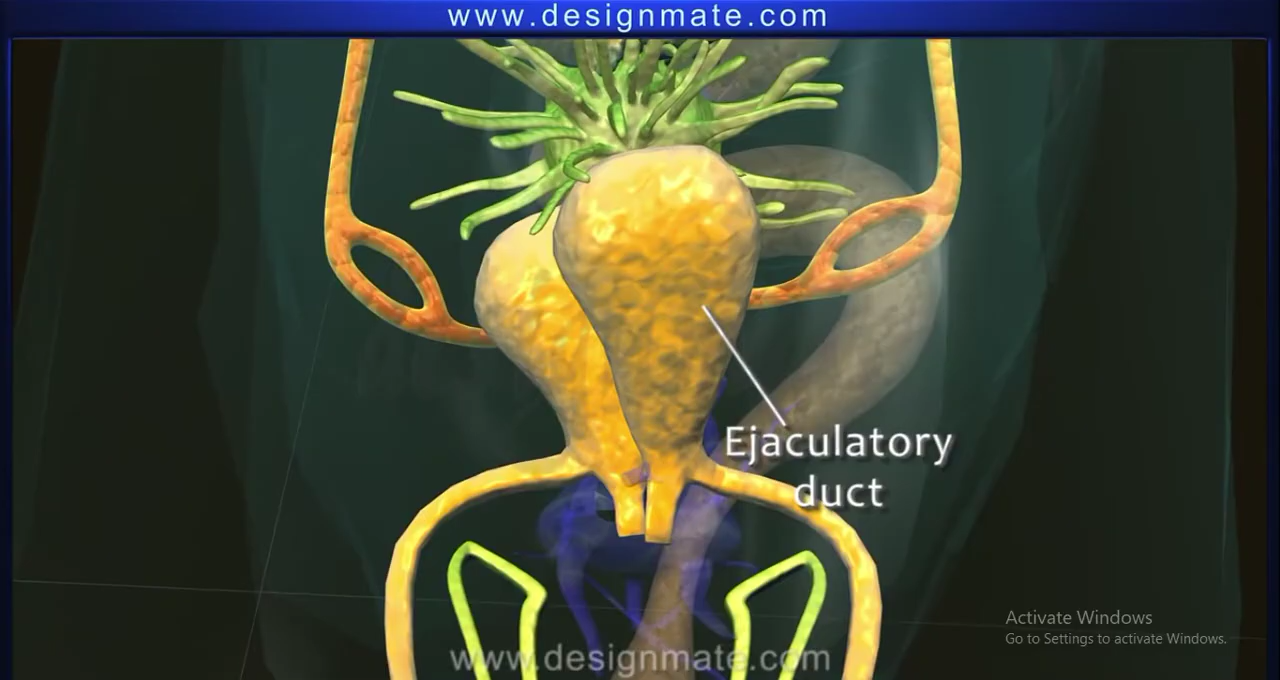 www.designmate.com
Ejaculatory
duct
Activate Windows
Go to Settings to activate Windows.
www.designmate.com